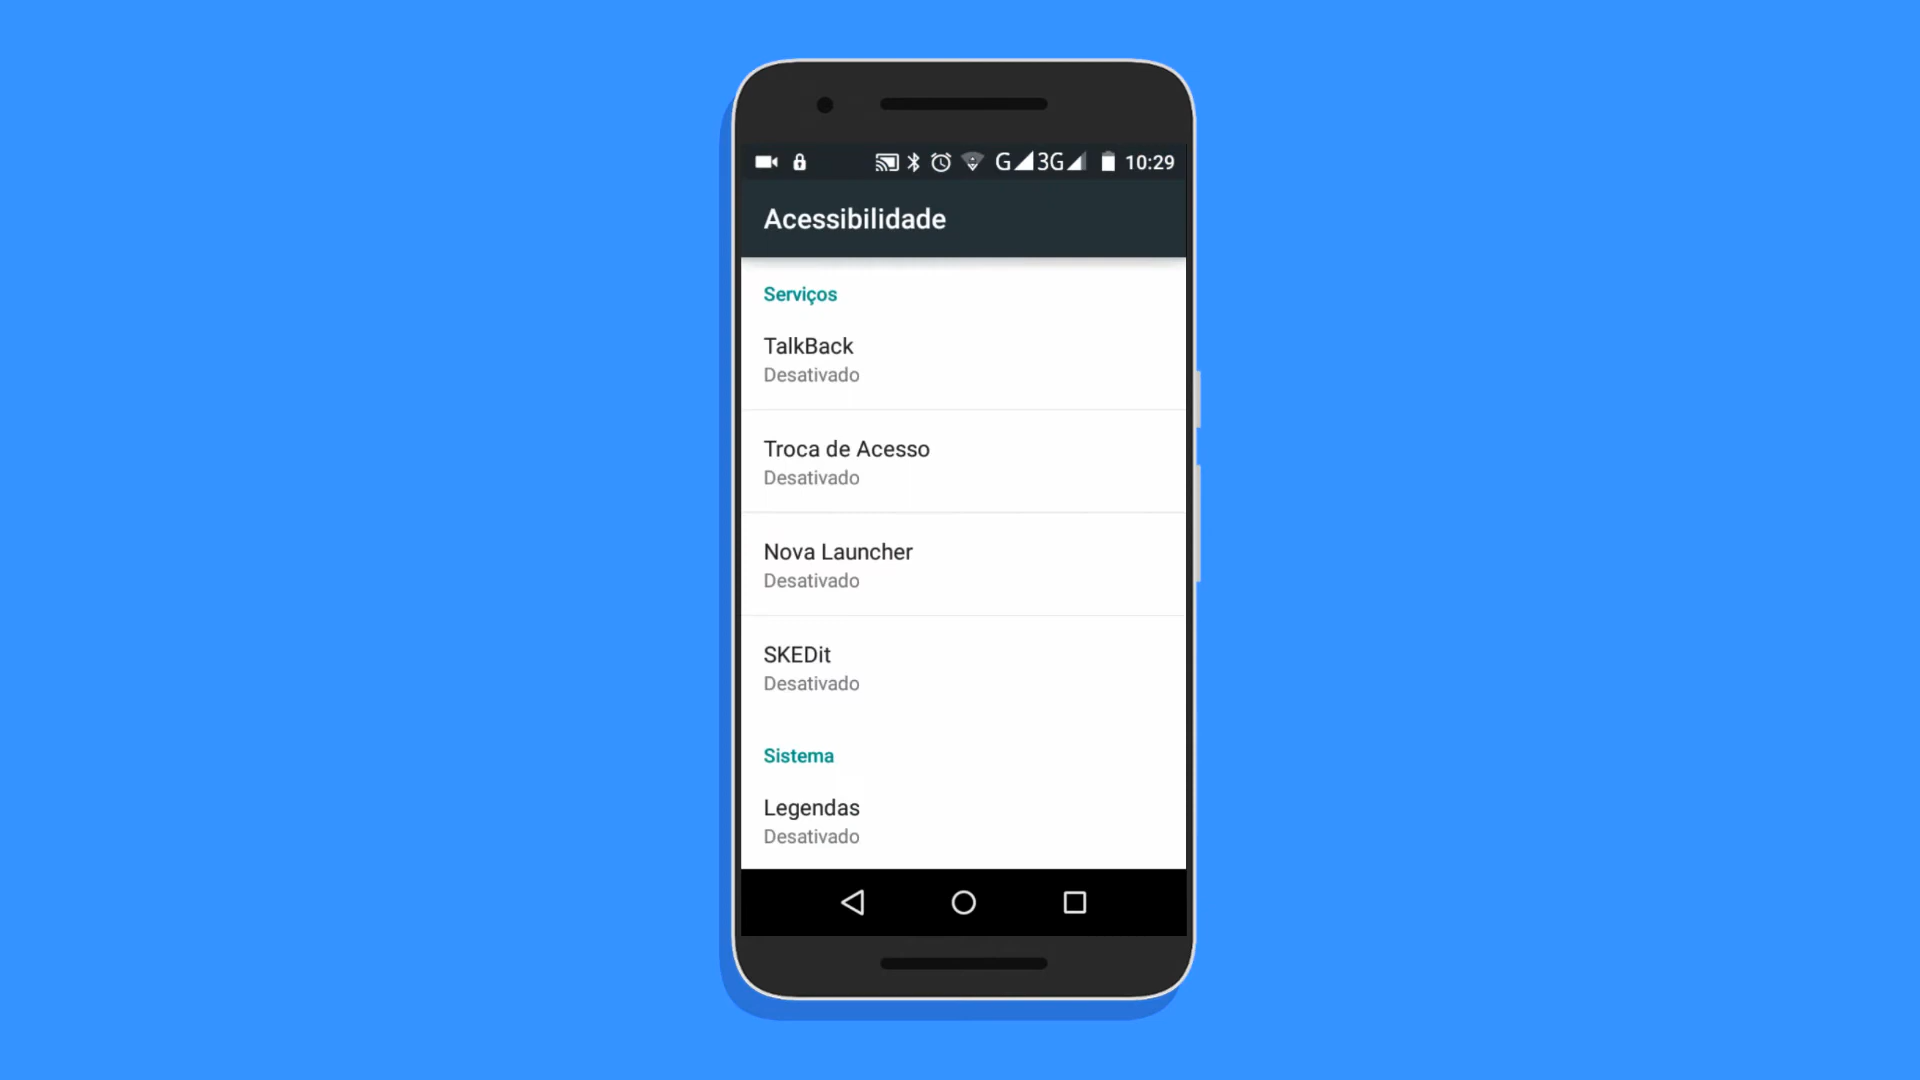 G 3G 10:29
Acessibilidade
Serviços
TalkBack
Desativado
Troca de Acesso
Desativado
Nova Launcher
Desativado
SKEDit
Desativado
Sistema
Legendas
Desativado